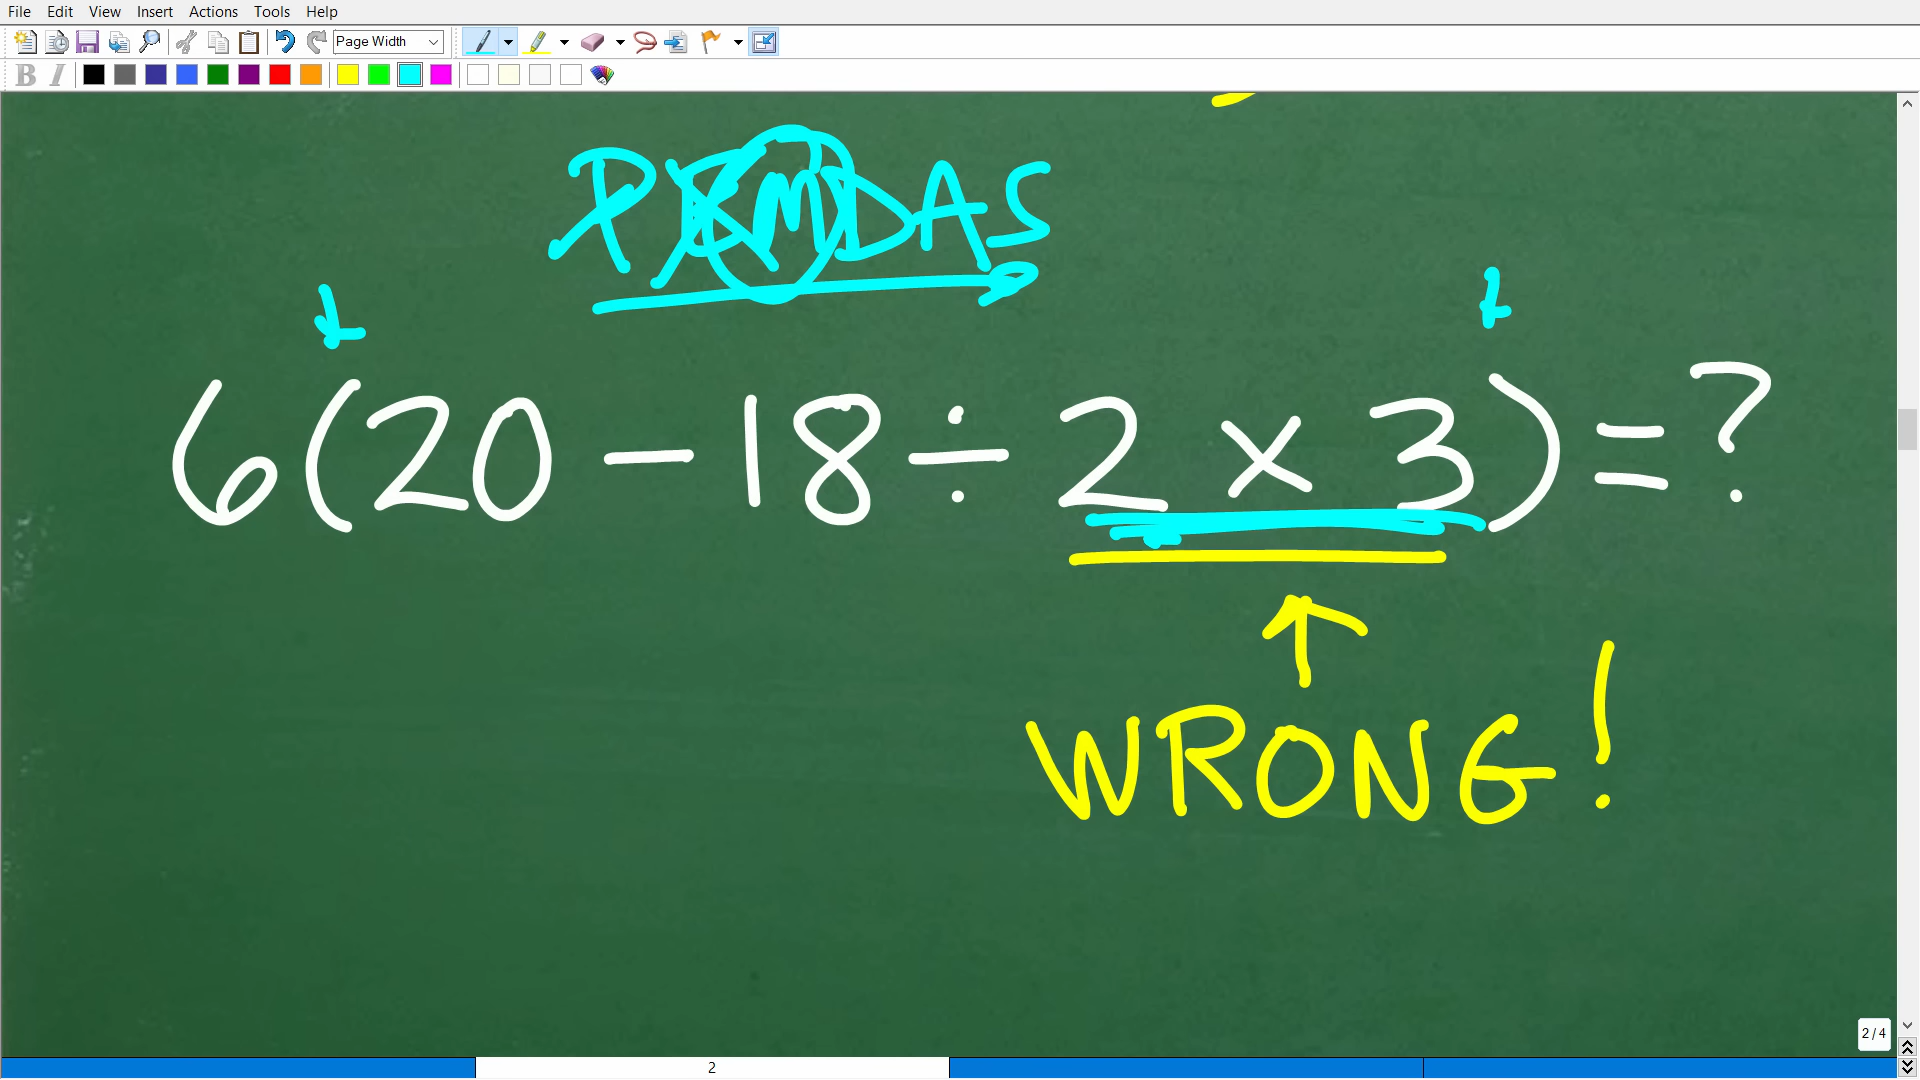 File Edit View Insert Actions Tools Help
Page Width
B I
PEMDAS
6(20 – 18 ÷ 2 × 3) = ?
WRONG!
2 / 4
2